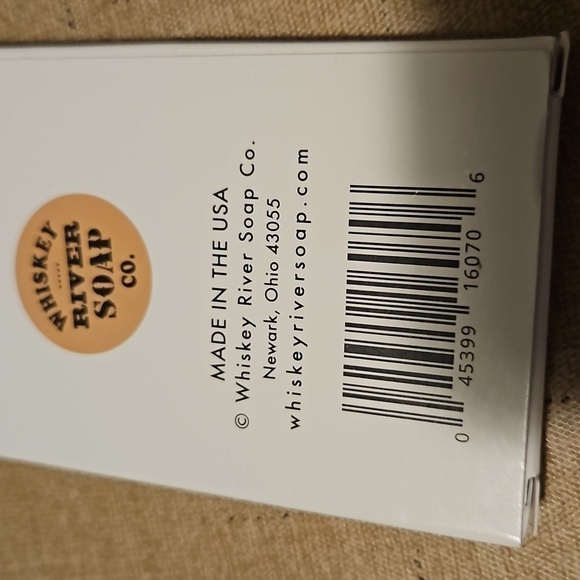 WHISKEY
RIVER
SOAP
CO.
MADE IN THE USA
© Whiskey River Soap Co.
Newark, Ohio 43055
whiskeyriversoap.com
0 45399 16070 6